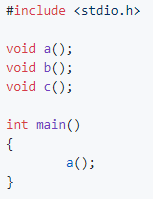 #include <stdio.h>

void a();
void b();
void c();

int main()
{
        a();
}